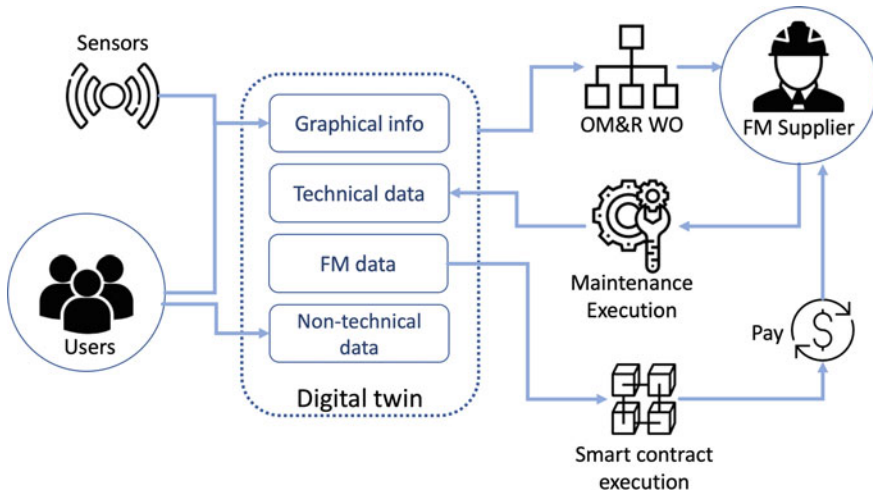 Sensors
Users
Graphical info
Technical data
FM data
Non-technical
data
Digital twin
OM&R WO
FM Supplier
Maintenance
Execution
Pay
$
Smart contract
execution